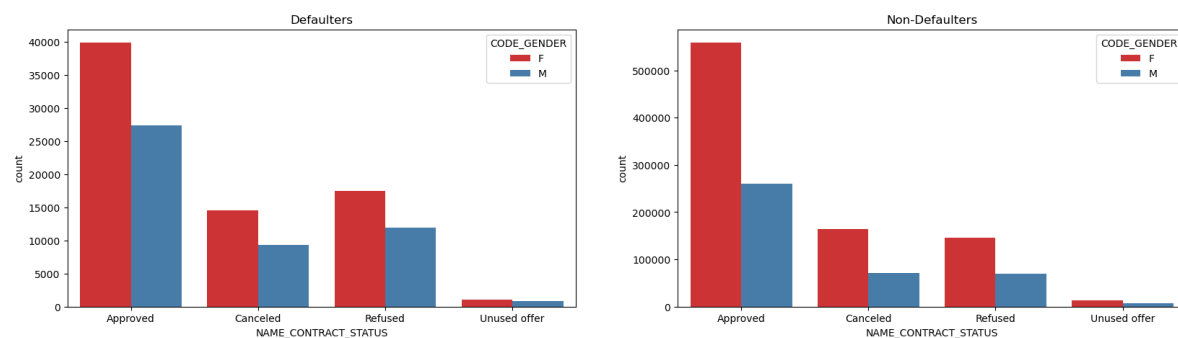 Defaulters
CODE_GENDER
F
M
40000
35000
30000
25000
20000
15000
10000
5000
0
count
Approved
Canceled
Refused
Unused offer
NAME_CONTRACT_STATUS
Non-Defaulters
CODE_GENDER
F
M
500000
400000
300000
200000
100000
0
count
Approved
Canceled
Refused
Unused offer
NAME_CONTRACT_STATUS